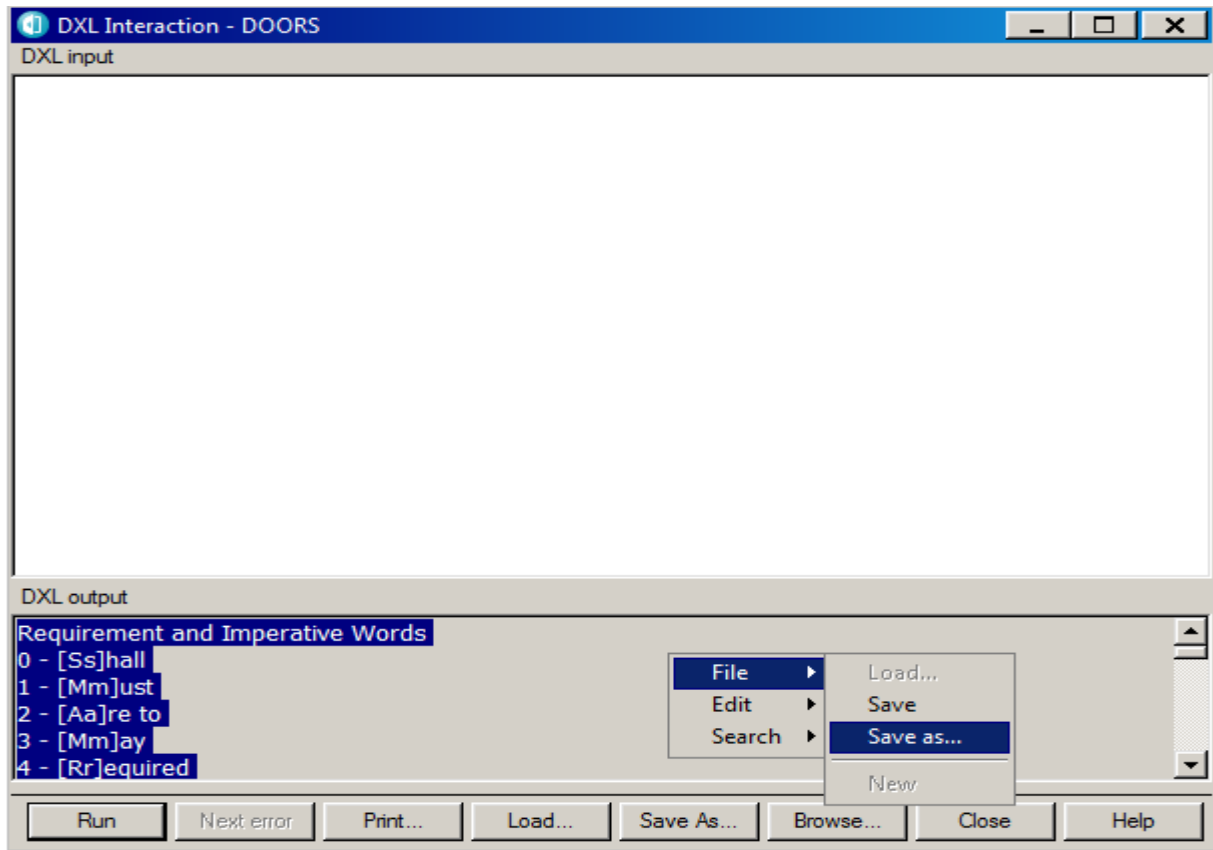 DXL Interaction - DOORS
DXL input
DXL output
Requirement and Imperative Words
0 - [Ss]hall
1 - [Mm]ust
2 - [Aa]re to
3 - [Mm]ay
4 - [Rr]equired
File
Edit
Search
Load...
Save
Save as...
New
Run Next error Print... Load... Save As... Browse... Close Help